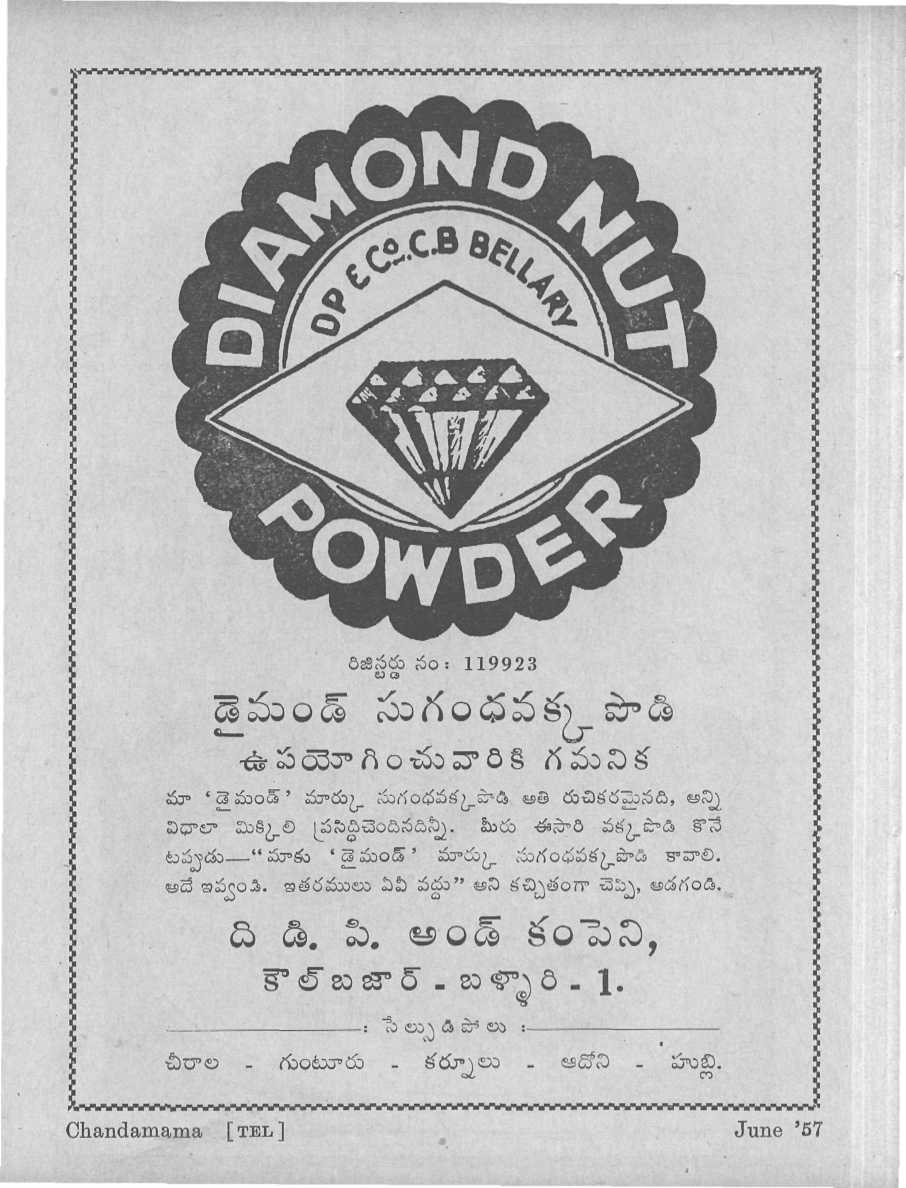 DIAMOND NUT
DP & Co. C.B BELLARY
POWDER
రిజిస్టర్డు నం: 119923
డైమండ్ సుగంధవక్క పొడి
ఉపయోగించువారికి గమనిక
మా ‘డైమండ్’ మార్కు సుగంధవక్కపొడి అతి రుచికరమైనది, అన్ని
విధాలా మిక్కిలి ప్రసిద్ధిచెందినదిన్నీ. మీరు ఈసారి వక్కపొడి కొనే
టప్పుడు—“మాకు ‘డైమండ్’ మార్కు సుగంధవక్కపొడి కావాలి.
అదే ఇవ్వండి. ఇతరములు ఏవీ వద్దు” అని కచ్చితంగా చెప్పి, అడగండి.
ది డి. పి. అండ్ కంపెని,
కౌల్‌బజార్ - బళ్ళారి - 1.
: సేల్సుడిపోలు :
చీరాల - గుంటూరు - కర్నూలు - ఆదోని - హుబ్లి.
Chandamama [TEL] June '57